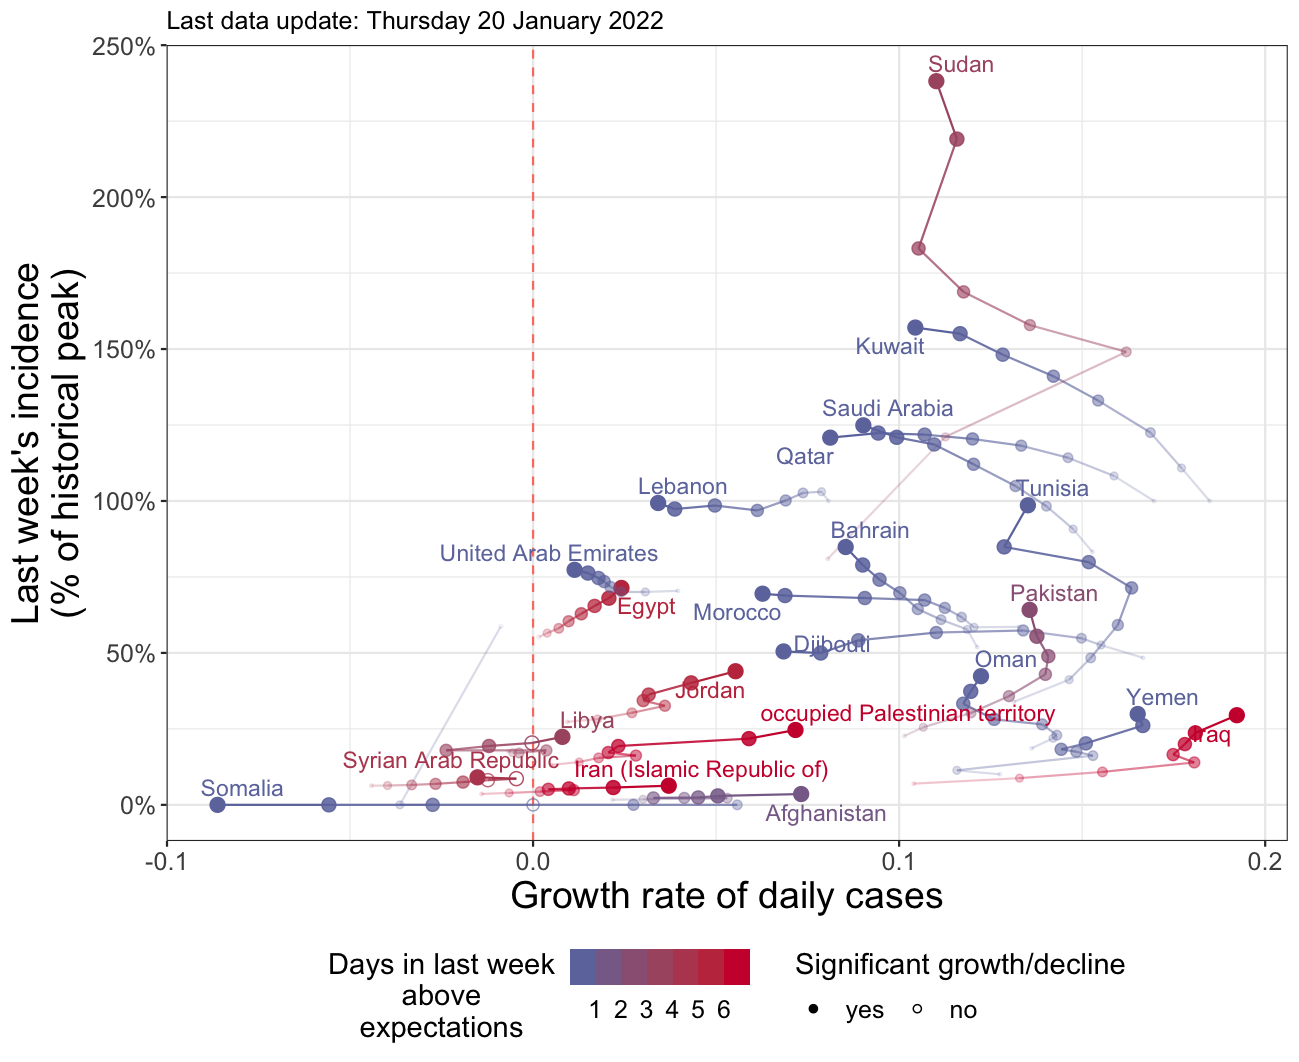 Last data update: Thursday 20 January 2022
250%
200%
150%
100%
50%
0%
Last week's incidence
(% of historical peak)
Sudan
Kuwait
Saudi Arabia
Qatar
Lebanon
Tunisia
Bahrain
United Arab Emirates
Egypt
Morocco
Pakistan
Djibouti
Oman
Jordan
Yemen
Libya
occupied Palestinian territory
Iraq
Syrian Arab Republic
Iran (Islamic Republic of)
Somalia
Afghanistan
-0.1
0.0
0.1
0.2
Growth rate of daily cases
Days in last week
above
expectations
1 2 3 4 5 6
Significant growth/decline
yes
no